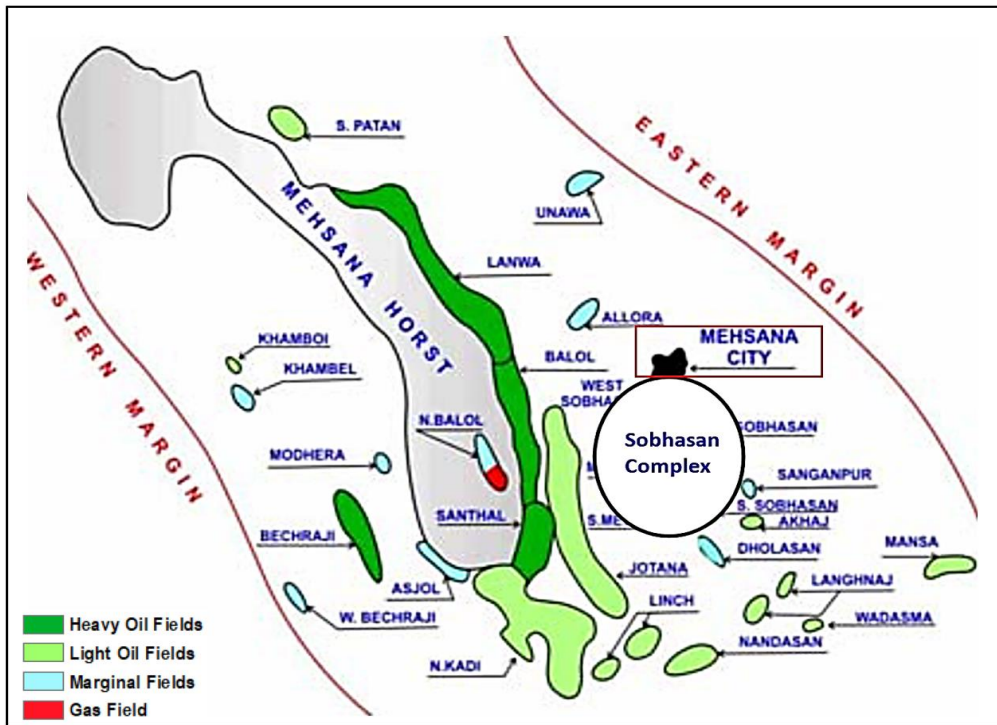 S. PATAN
EASTERN MARGIN
MEHSANA HORST
UNAWA
LANWA
WESTERN MARGIN
ALLORA
MEHSANA
CITY
KHAMBOI
BALOL
KHAMBEL
WEST
N.BALOL
Sobhasan
Complex
SOBHASAN
MODHERA
SANGANPUR
SANTHAL
S. SOBHASAN
AKHAJ
BECHRAJI
DHOLASAN
MANSA
ASJOL
JOTANA
LANGHNAJ
W. BECHRAJI
LINCH
WADASMA
NANDASAN
N.KADI
Heavy Oil Fields
Light Oil Fields
Marginal Fields
Gas Field